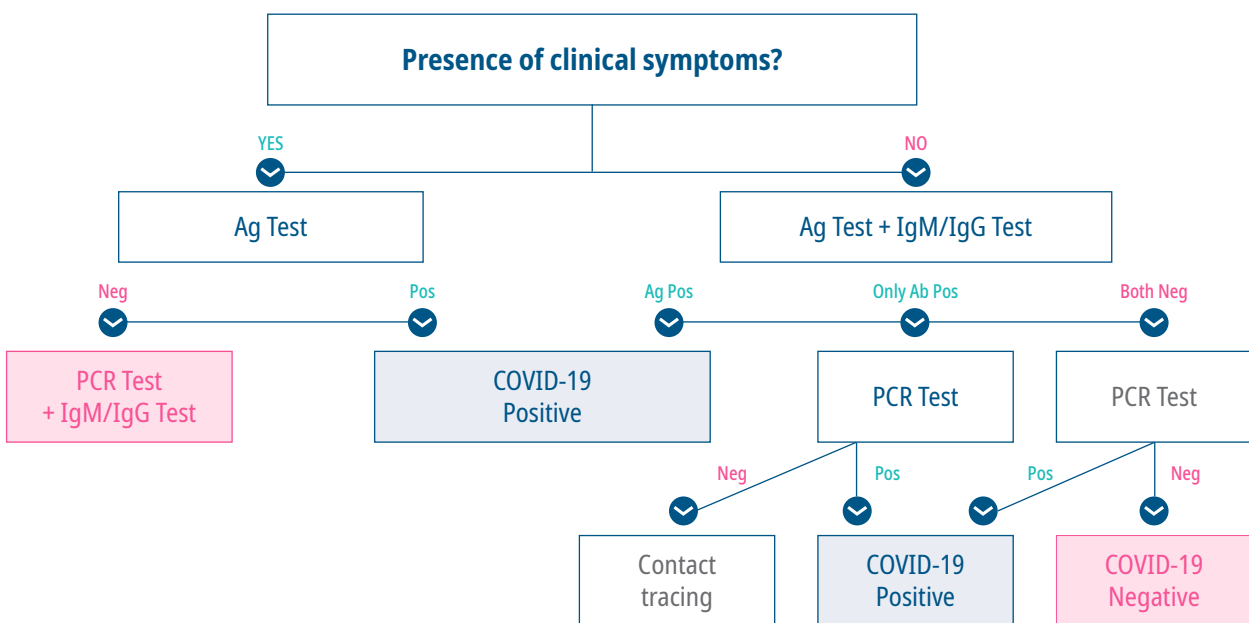 Presence of clinical symptoms?
YES
NO
Ag Test
Ag Test + IgM/IgG Test
Neg
Pos
Ag Pos
Only Ab Pos
Both Neg
PCR Test
+ IgM/IgG Test
COVID-19
Positive
PCR Test
PCR Test
Neg
Pos
Pos
Neg
Contact
tracing
COVID-19
Positive
COVID-19
Negative